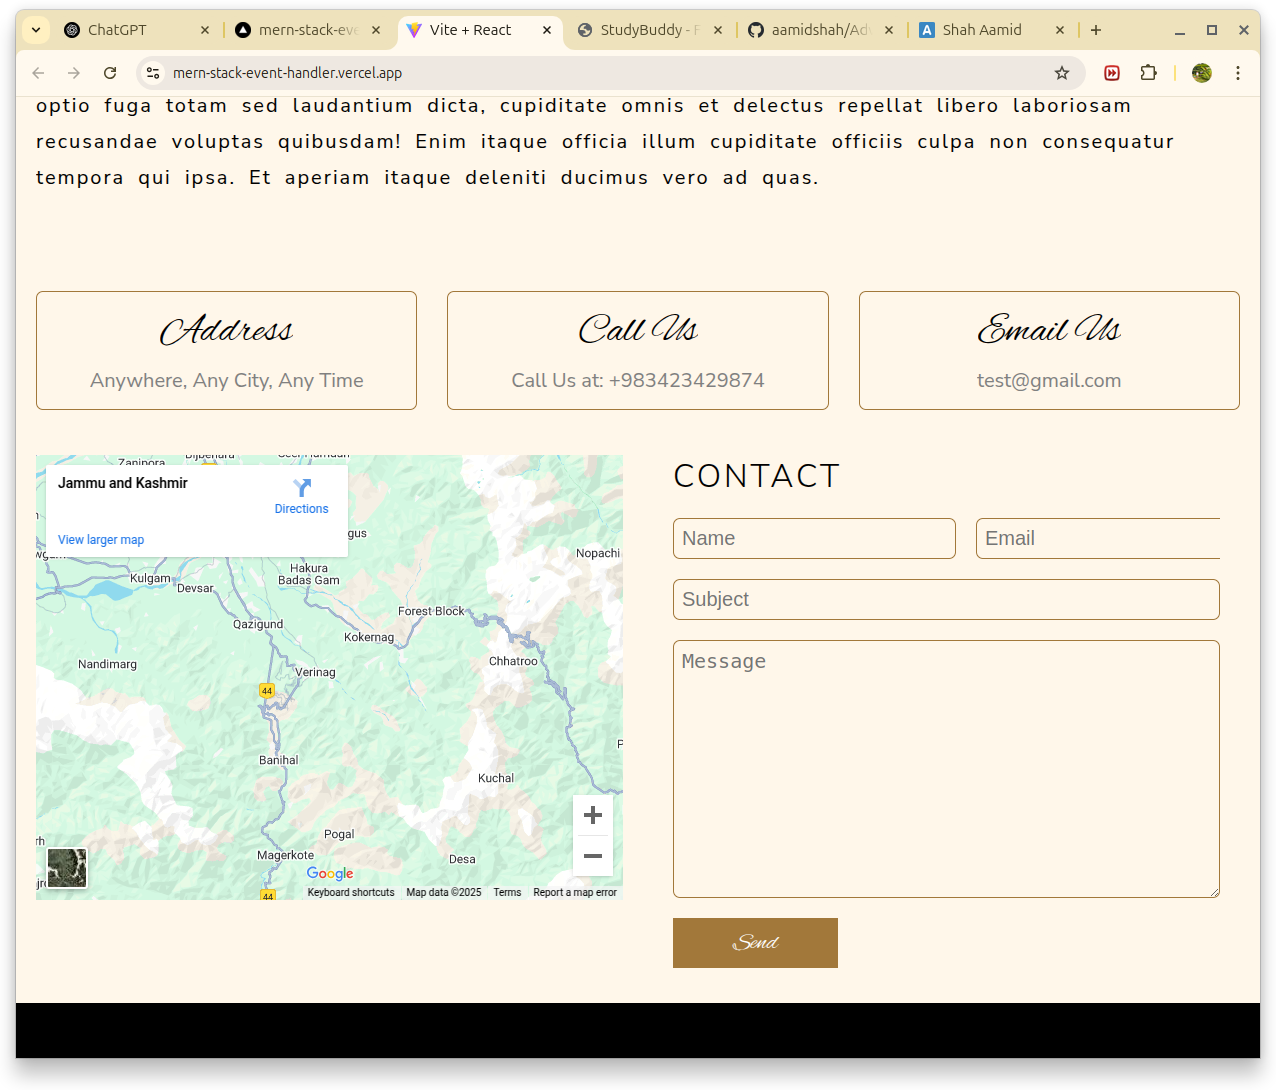 ChatGPT
mern-stack-eve
Vite + React
StudyBuddy - F
aamidshah/Adv
Shah Aamid
mern-stack-event-handler.vercel.app
optio fuga totam sed laudantium dicta, cupiditate omnis et delectus repellat libero laboriosam
recusandae voluptas quibusdam! Enim itaque officia illum cupiditate officiis culpa non consequatur
tempora qui ipsa. Et aperiam itaque deleniti ducimus vero ad quas.
Address
Anywhere, Any City, Any Time
Call Us
Call Us at: +983423429874
Email Us
test@gmail.com
Zanipora
Bijbehara
Jammu and Kashmir
Directions
View larger map
gus
Nopachi
Hakura
Badas Gam
Kulgam
Devsar
Forest Block
Qazigund
Kokernag
Nandimarg
Chhatroo
Verinag
44
Banihal
Kuchal
Pogal
Magerkote
Desa
Google
44
Keyboard shortcuts
Map data ©2025
Terms
Report a map error
CONTACT
Name
Email
Subject
Message
Send